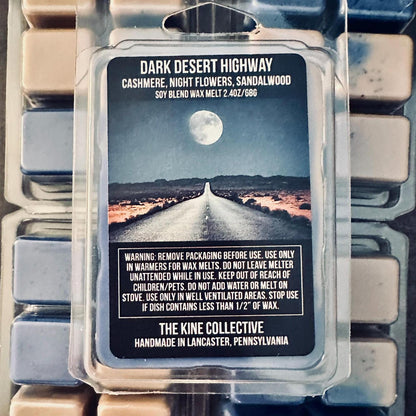 DARK DESERT HIGHWAY
CASHMERE, NIGHT FLOWERS, SANDALWOOD
SOY BLEND WAX MELT 2.4OZ/68G
WARNING: REMOVE PACKAGING BEFORE USE. USE ONLY
IN WARMERS FOR WAX MELTS. DO NOT LEAVE MELTER
UNATTENDED WHILE IN USE. KEEP OUT OF REACH OF
CHILDREN/PETS. DO NOT ADD WATER OR MELT ON
STOVE. USE ONLY IN WELL VENTILATED AREAS. STOP USE
IF DISH CONTAINS LESS THAN 1/2" OF WAX.
THE KINE COLLECTIVE
HANDMADE IN LANCASTER, PENNSYLVANIA